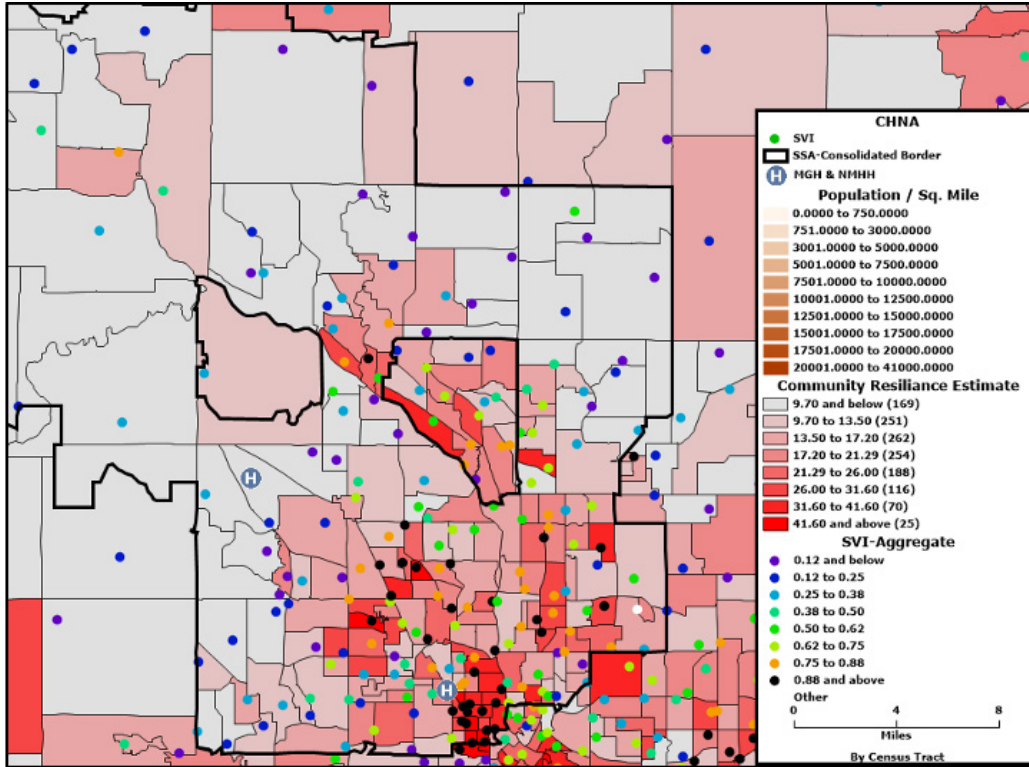 CHNA
SVI
SSA-Consolidated Border
H MGH & NMHH
Population / Sq. Mile
0.0000 to 750.0000
751.0000 to 3000.0000
3001.0000 to 5000.0000
5001.0000 to 7500.0000
7501.0000 to 10000.0000
10001.0000 to 12500.0000
12501.0000 to 15000.0000
15001.0000 to 17500.0000
17501.0000 to 20000.0000
20001.0000 to 41000.0000
Community Resiliance Estimate
9.70 and below (169)
9.70 to 13.50 (251)
13.50 to 17.20 (262)
17.20 to 21.29 (254)
21.29 to 26.00 (188)
26.00 to 31.60 (116)
31.60 to 41.60 (70)
41.60 and above (25)
SVI-Aggregate
0.12 and below
0.12 to 0.25
0.25 to 0.38
0.38 to 0.50
0.50 to 0.62
0.62 to 0.75
0.75 to 0.88
0.88 and above
Other
0 4 8
Miles
By Census Tract
H
H